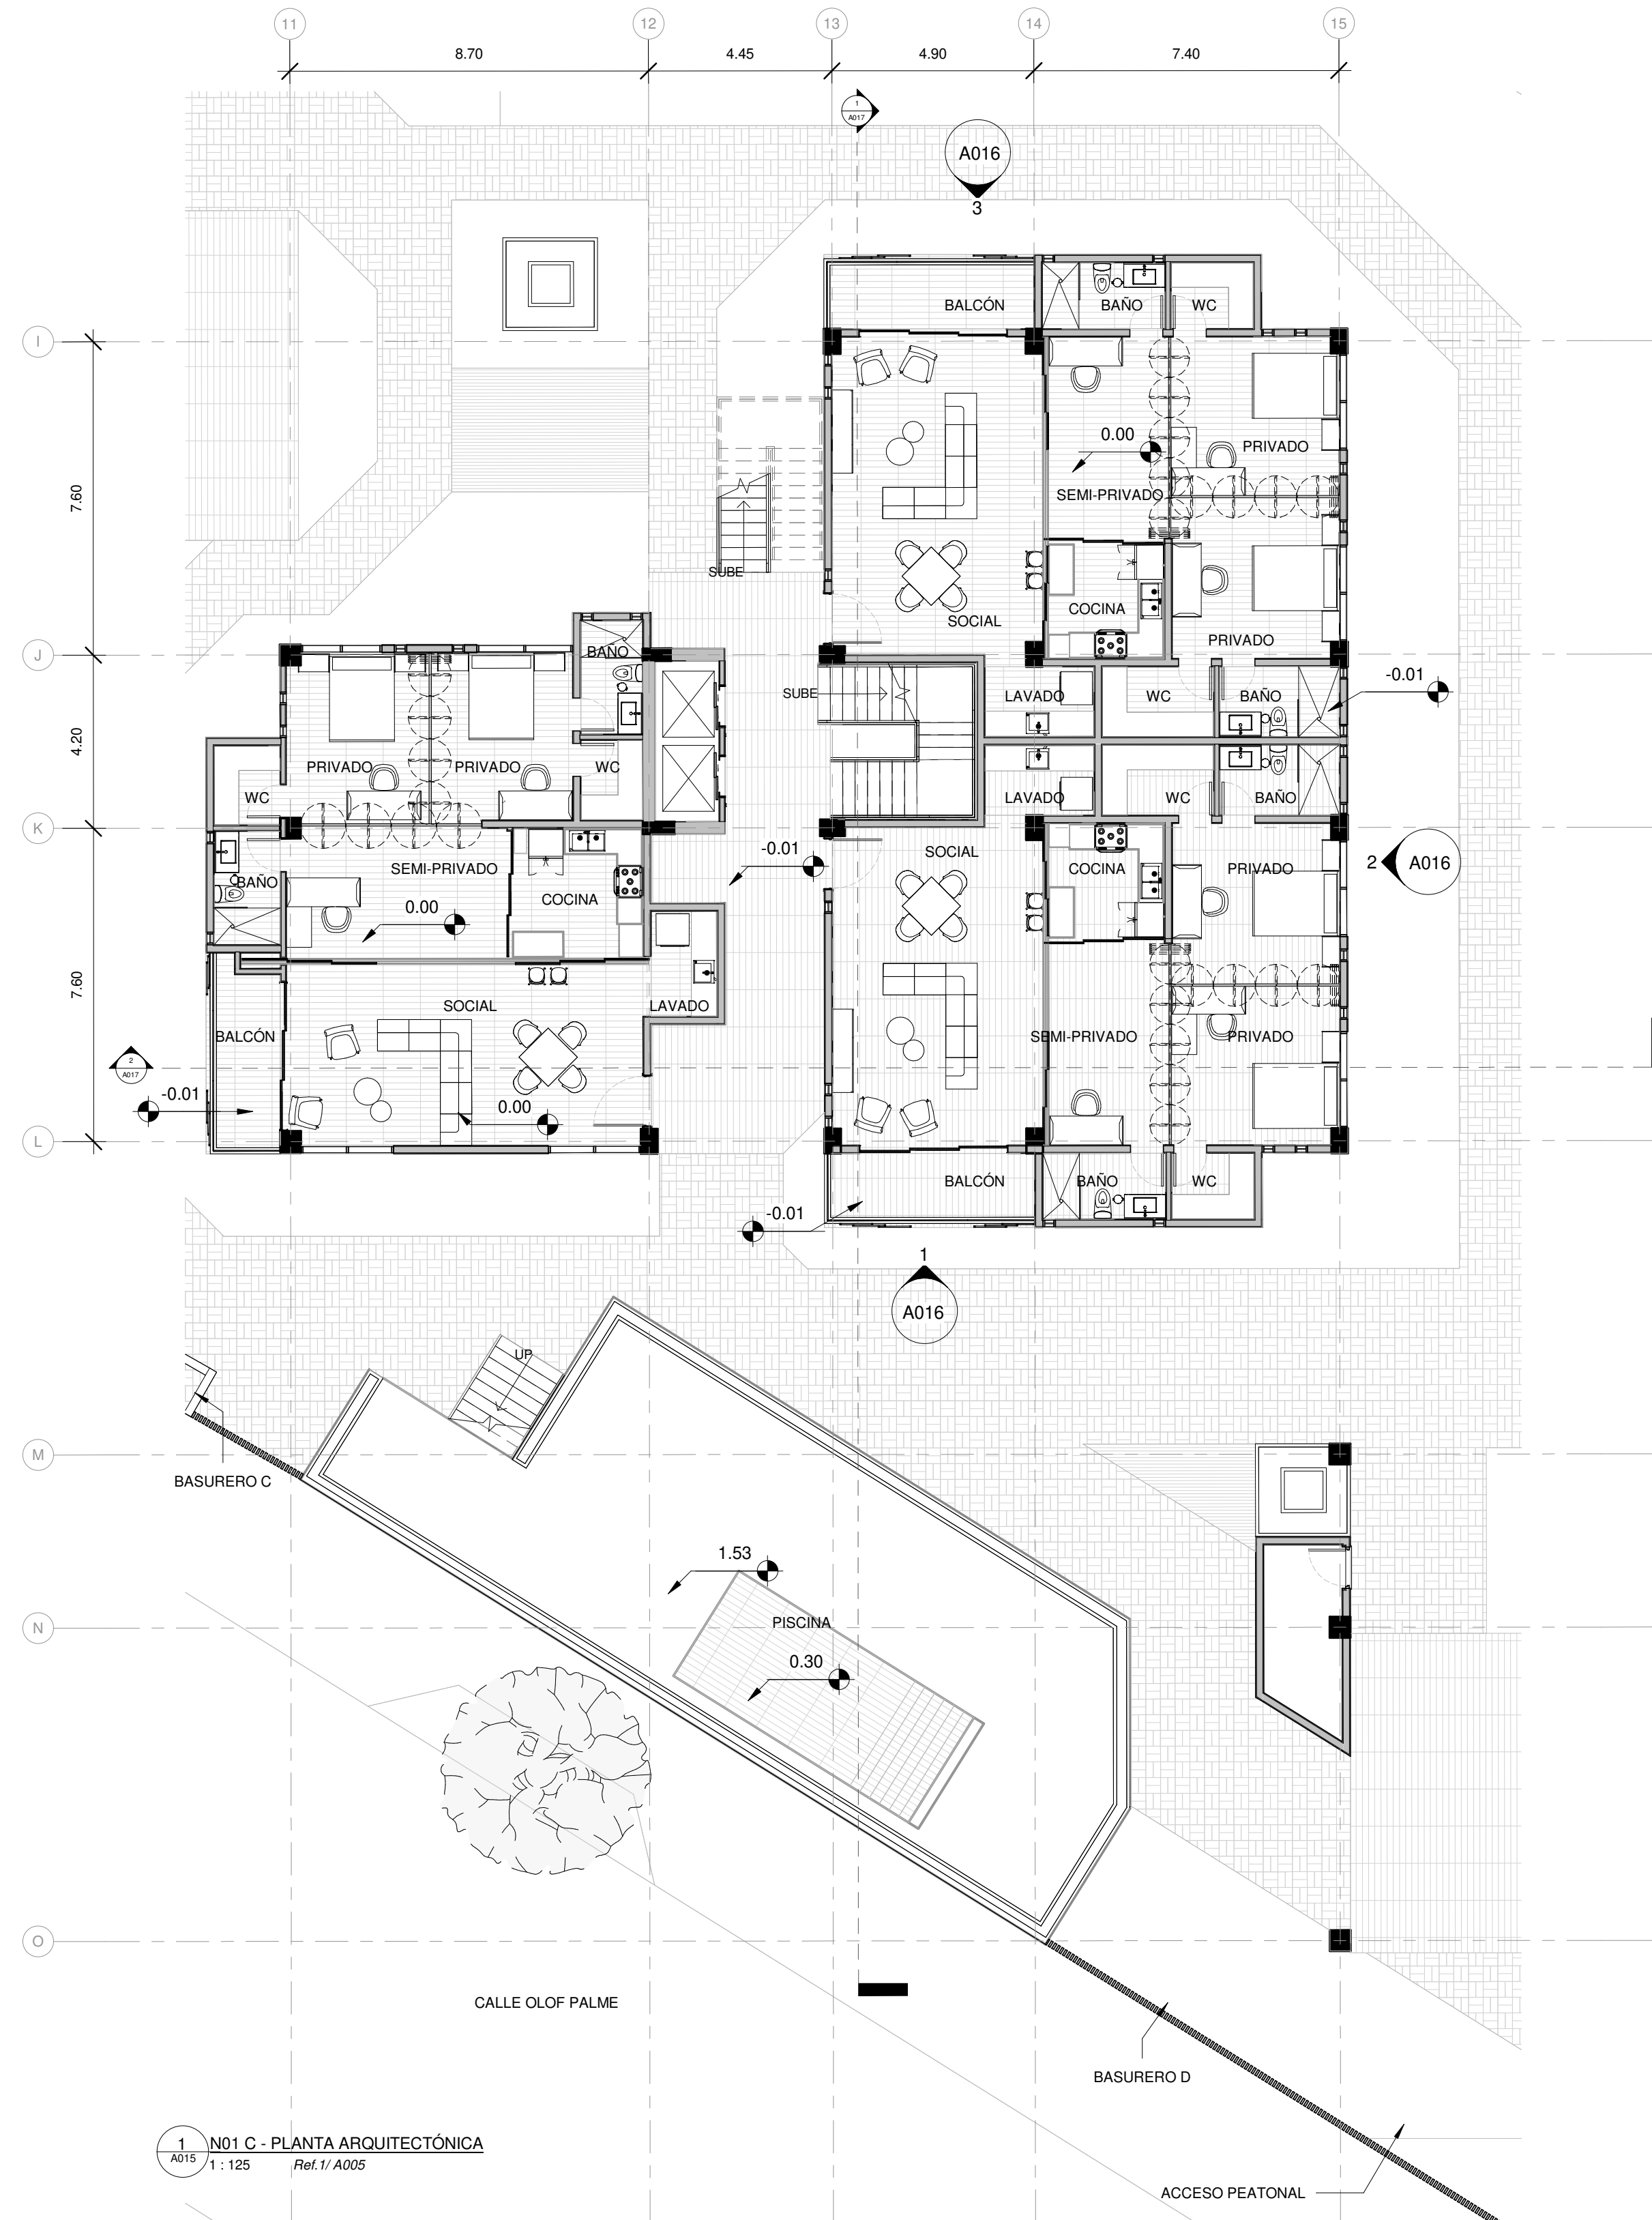 11
12
13
14
15
8.70
4.45
4.90
7.40
1
A017
A016
3
BALCÓN
BAÑO
WC
I
0.00
PRIVADO
SEMI-PRIVADO
7.60
SUBE
COCINA
SOCIAL
PRIVADO
J
BAÑO
SUBE
LAVADO
WC
BAÑO
-0.01
4.20
PRIVADO
PRIVADO
WC
WC
LAVADO
WC
BAÑO
K
-0.01
SOCIAL
SEMI-PRIVADO
COCINA
PRIVADO
2
A016
BAÑO
COCINA
0.00
7.60
SOCIAL
LAVADO
BALCÓN
SEMI-PRIVADO
PRIVADO
2
A017
-0.01
0.00
L
BALCÓN
BAÑO
WC
-0.01
1
A016
UP
M
BASURERO C
1.53
N
PISCINA
0.30
O
CALLE OLOF PALME
BASURERO D
1
A015
N01 C - PLANTA ARQUITECTÓNICA
1 : 125
Ref.1/ A005
ACCESO PEATONAL